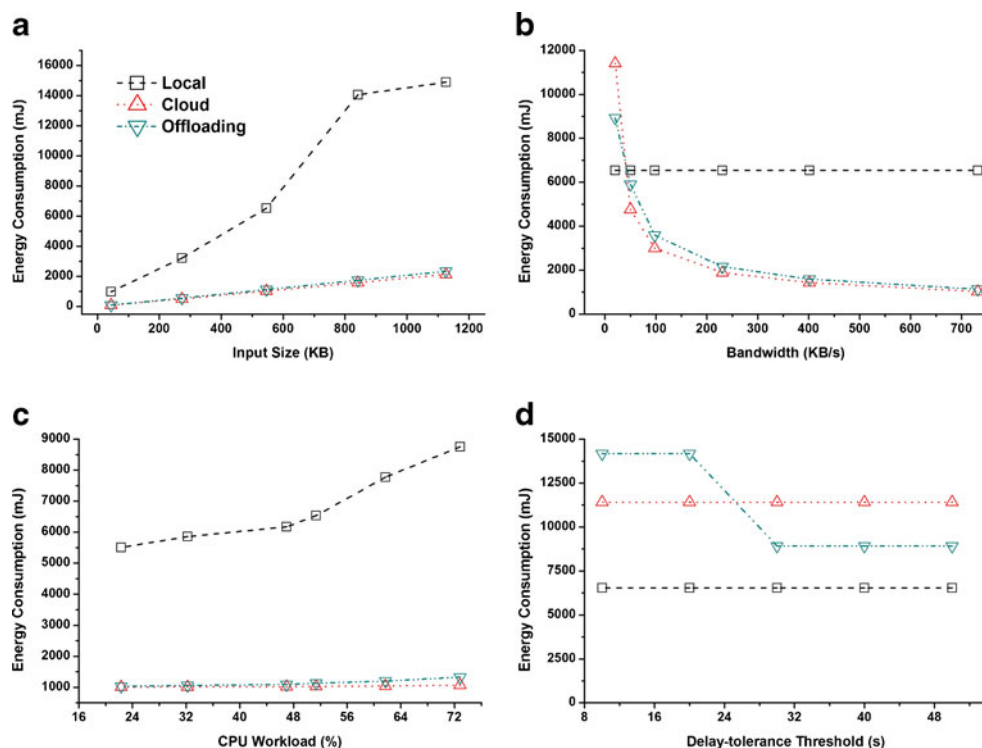 a
16000
14000
12000
10000
8000
6000
4000
2000
0
Energy Consumption (mJ)
Local
Cloud
Offloading
0 200 400 600 800 1000 1200
Input Size (KB)
b
12000
10000
8000
6000
4000
2000
0
Energy Consumption (mJ)
0 100 200 300 400 500 600 700
Bandwidth (KB/s)
c
9000
8000
7000
6000
5000
4000
3000
2000
1000
Energy Consumption (mJ)
16 24 32 40 48 56 64 72
CPU Workload (%)
d
15000
12500
10000
7500
5000
2500
0
Energy Consumption (mJ)
8 16 24 32 40 48
Delay-tolerance Threshold (s)